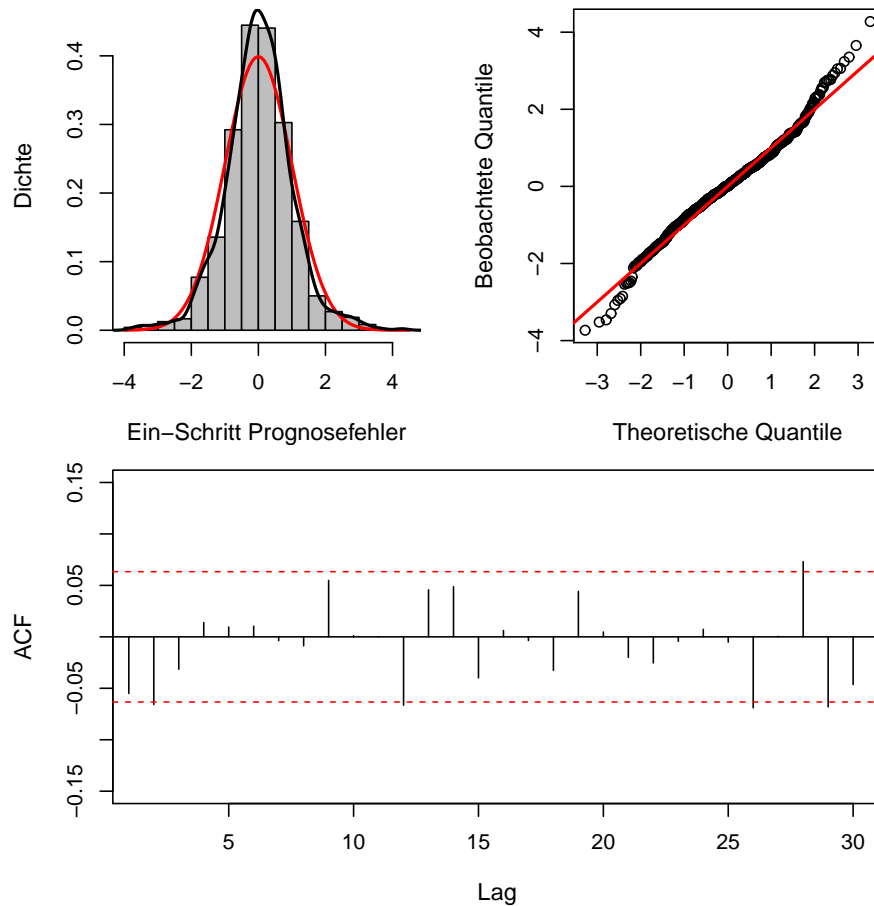 Dichte
0.0 0.1 0.2 0.3 0.4
−4 −2 0 2 4
Ein−Schritt Prognosefehler
Beobachtete Quantile
−4 −2 0 2 4
−3 −2 −1 0 1 2 3
Theoretische Quantile
ACF
−0.15 −0.05 0.05 0.15
5 10 15 20 25 30
Lag